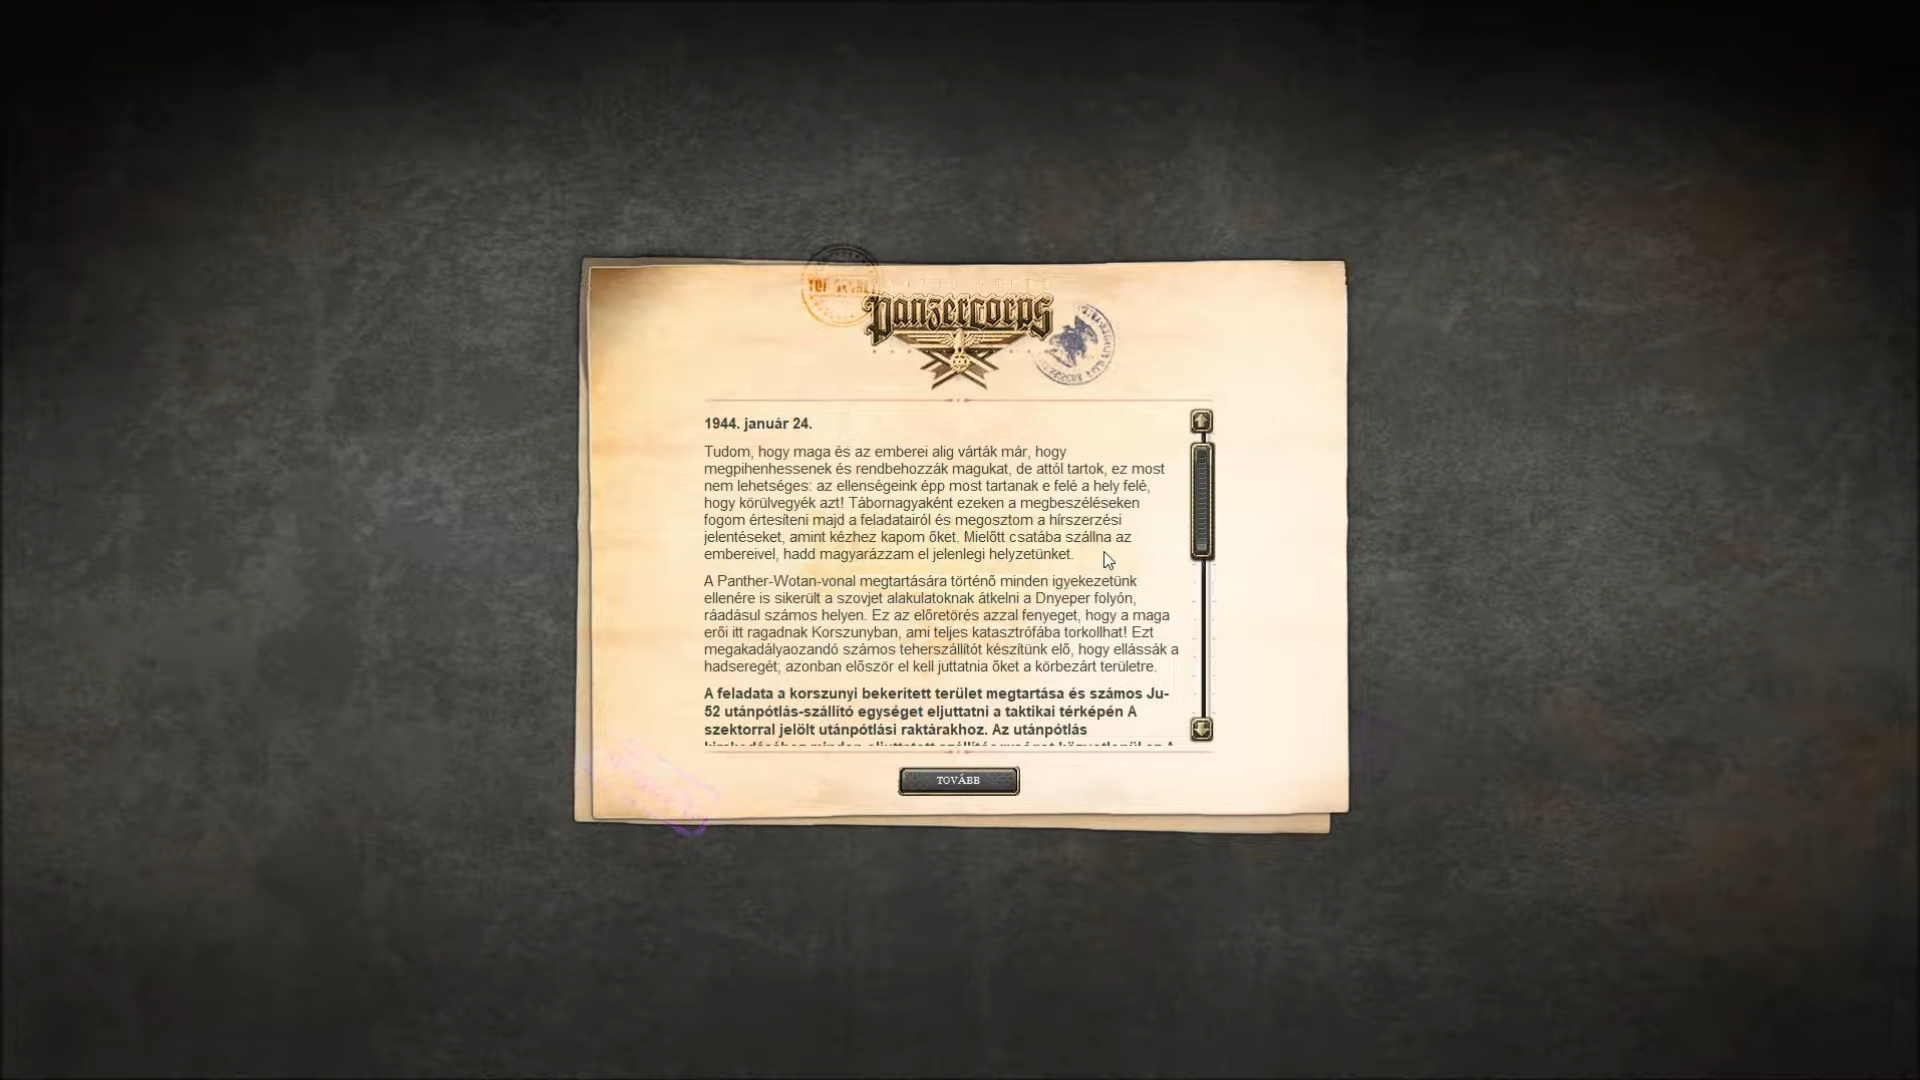 panzercorps
1944. január 24.
Tudom, hogy maga és az emberei alig várták már, hogy
megpihenhessenek és rendbehozzák magukat, de attól tartok, ez most
nem lehetséges: az ellenségeink épp most tartanak e felé a hely felé,
hogy körülvegyék azt! Tábornagyaként ezeken a megbeszéléseken
fogom értesíteni majd a feladatairól és megosztom a hírszerzési
jelentéseket, amint kézhez kapom őket. Mielőtt csatába szállna az
embereivel, hadd magyarázzam el jelenlegi helyzetünket.
A Panther-Wotan-vonal megtartására történő minden igyekezetünk
ellenére is sikerült a szovjet alakulatoknak átkelni a Dnyeper folyón,
ráadásul számos helyen. Ez az előretörés azzal fenyeget, hogy a maga
erői itt ragadnak Korszunyban, ami teljes katasztrófába torkollhat! Ezt
megakadályaozandó számos teherszállítót készítünk elő, hogy ellássák a
hadseregét; azonban először el kell juttatnia őket a körbezárt területre.
A feladata a korszunyi bekerített terület megtartása és számos Ju-
52 utánpótlás-szállító egységet eljuttatni a taktikai térképén A
szektorral jelölt utánpótlási raktárakhoz. Az utánpótlás
TOVÁBB